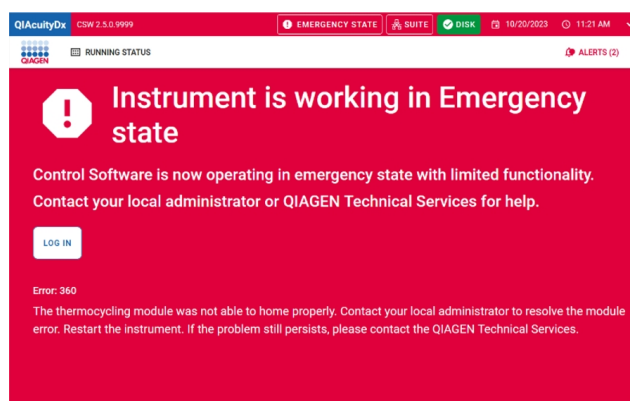 QIAcuityDx CSW 2.5.0.9999 EMERGENCY STATE SUITE DISK 10/20/2023 11:21 AM
QIAGEN RUNNING STATUS ALERTS (2)
Instrument is working in Emergency
state
Control Software is now operating in emergency state with limited functionality.
Contact your local administrator or QIAGEN Technical Services for help.
LOG IN
Error: 360
The thermocycling module was not able to home properly. Contact your local administrator to resolve the module
error. Restart the instrument. If the problem still persists, please contact the QIAGEN Technical Services.